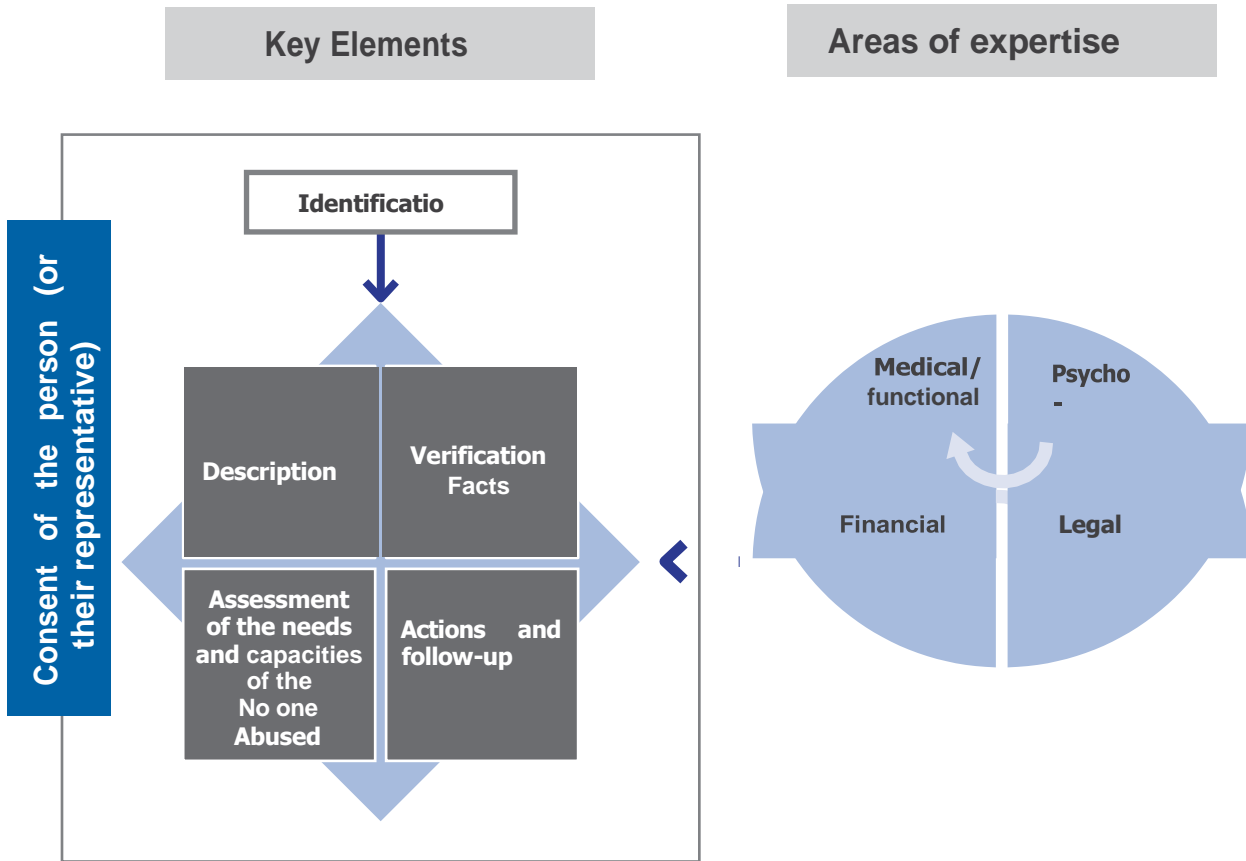 Key Elements
Areas of expertise
Consent of the person (or
their representative)
Identificatio
Description
Verification
Facts
Assessment
of the needs
and capacities
of the
No one
Abused
Actions and
follow-up
Medical/
functional
Psycho
-
Financial
Legal